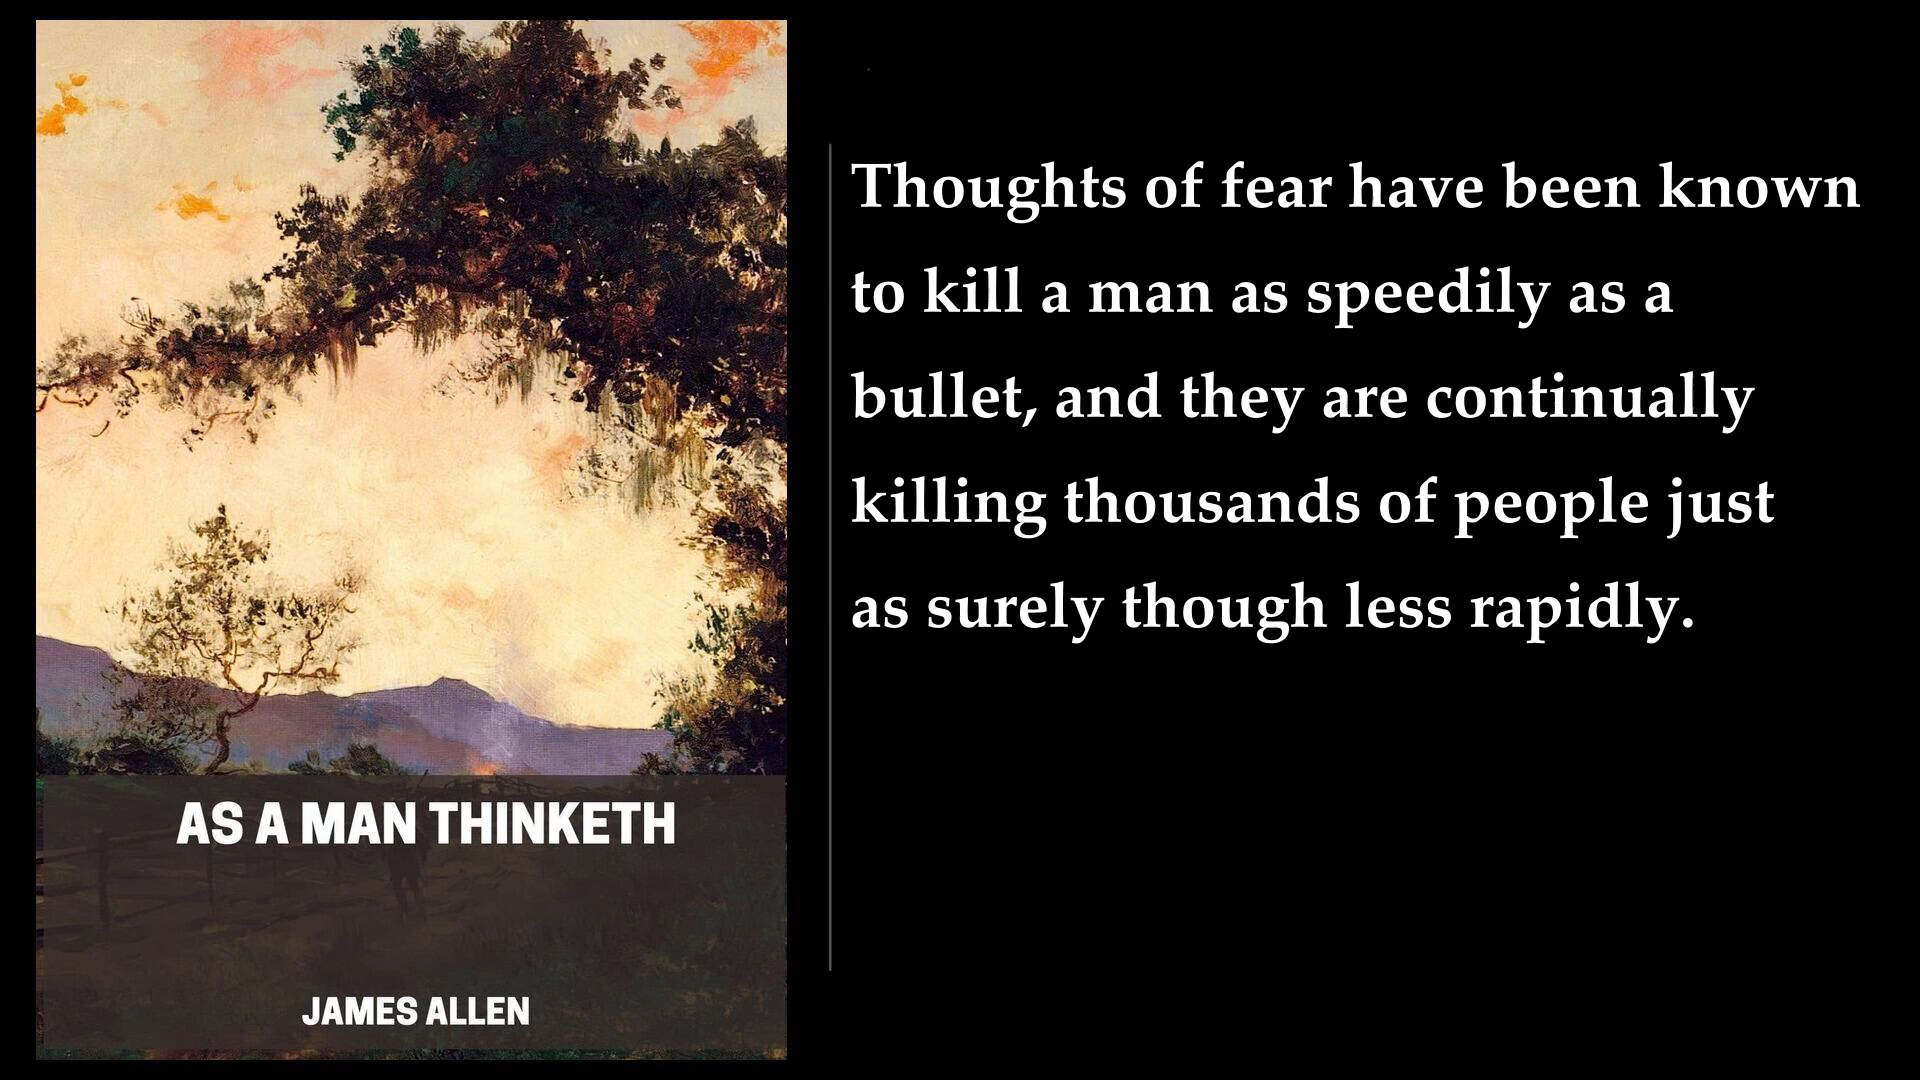 Thoughts of fear have been known
to kill a man as speedily as a
bullet, and they are continually
killing thousands of people just
as surely though less rapidly.
AS A MAN THINKETH
JAMES ALLEN